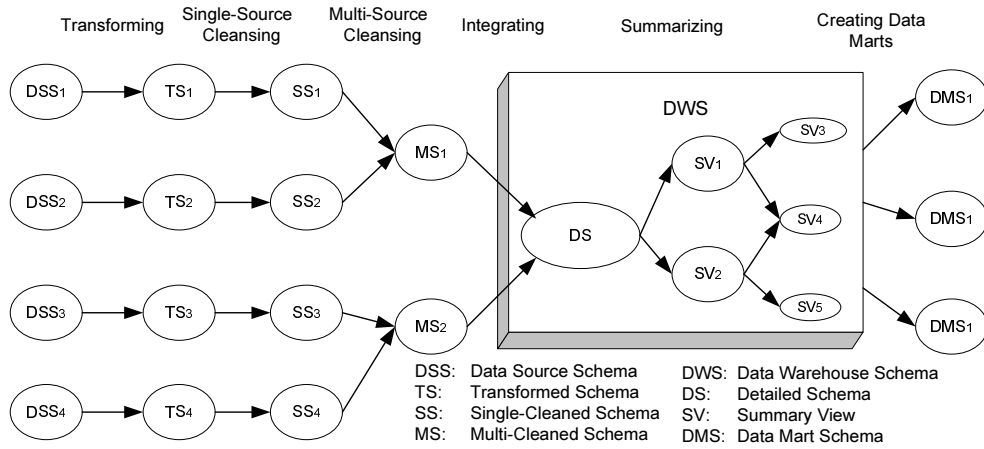 Transforming
Single-Source
Cleansing
Multi-Source
Cleansing
Integrating
Summarizing
Creating Data
Marts
DSS1
TS1
SS1
DSS2
TS2
SS2
MS1
DSS3
TS3
SS3
DSS4
TS4
SS4
MS2
DWS
DS
SV1
SV2
SV3
SV4
SV5
DMS1
DMS1
DMS1
DSS: Data Source Schema
TS: Transformed Schema
SS: Single-Cleaned Schema
MS: Multi-Cleaned Schema
DWS: Data Warehouse Schema
DS: Detailed Schema
SV: Summary View
DMS: Data Mart Schema